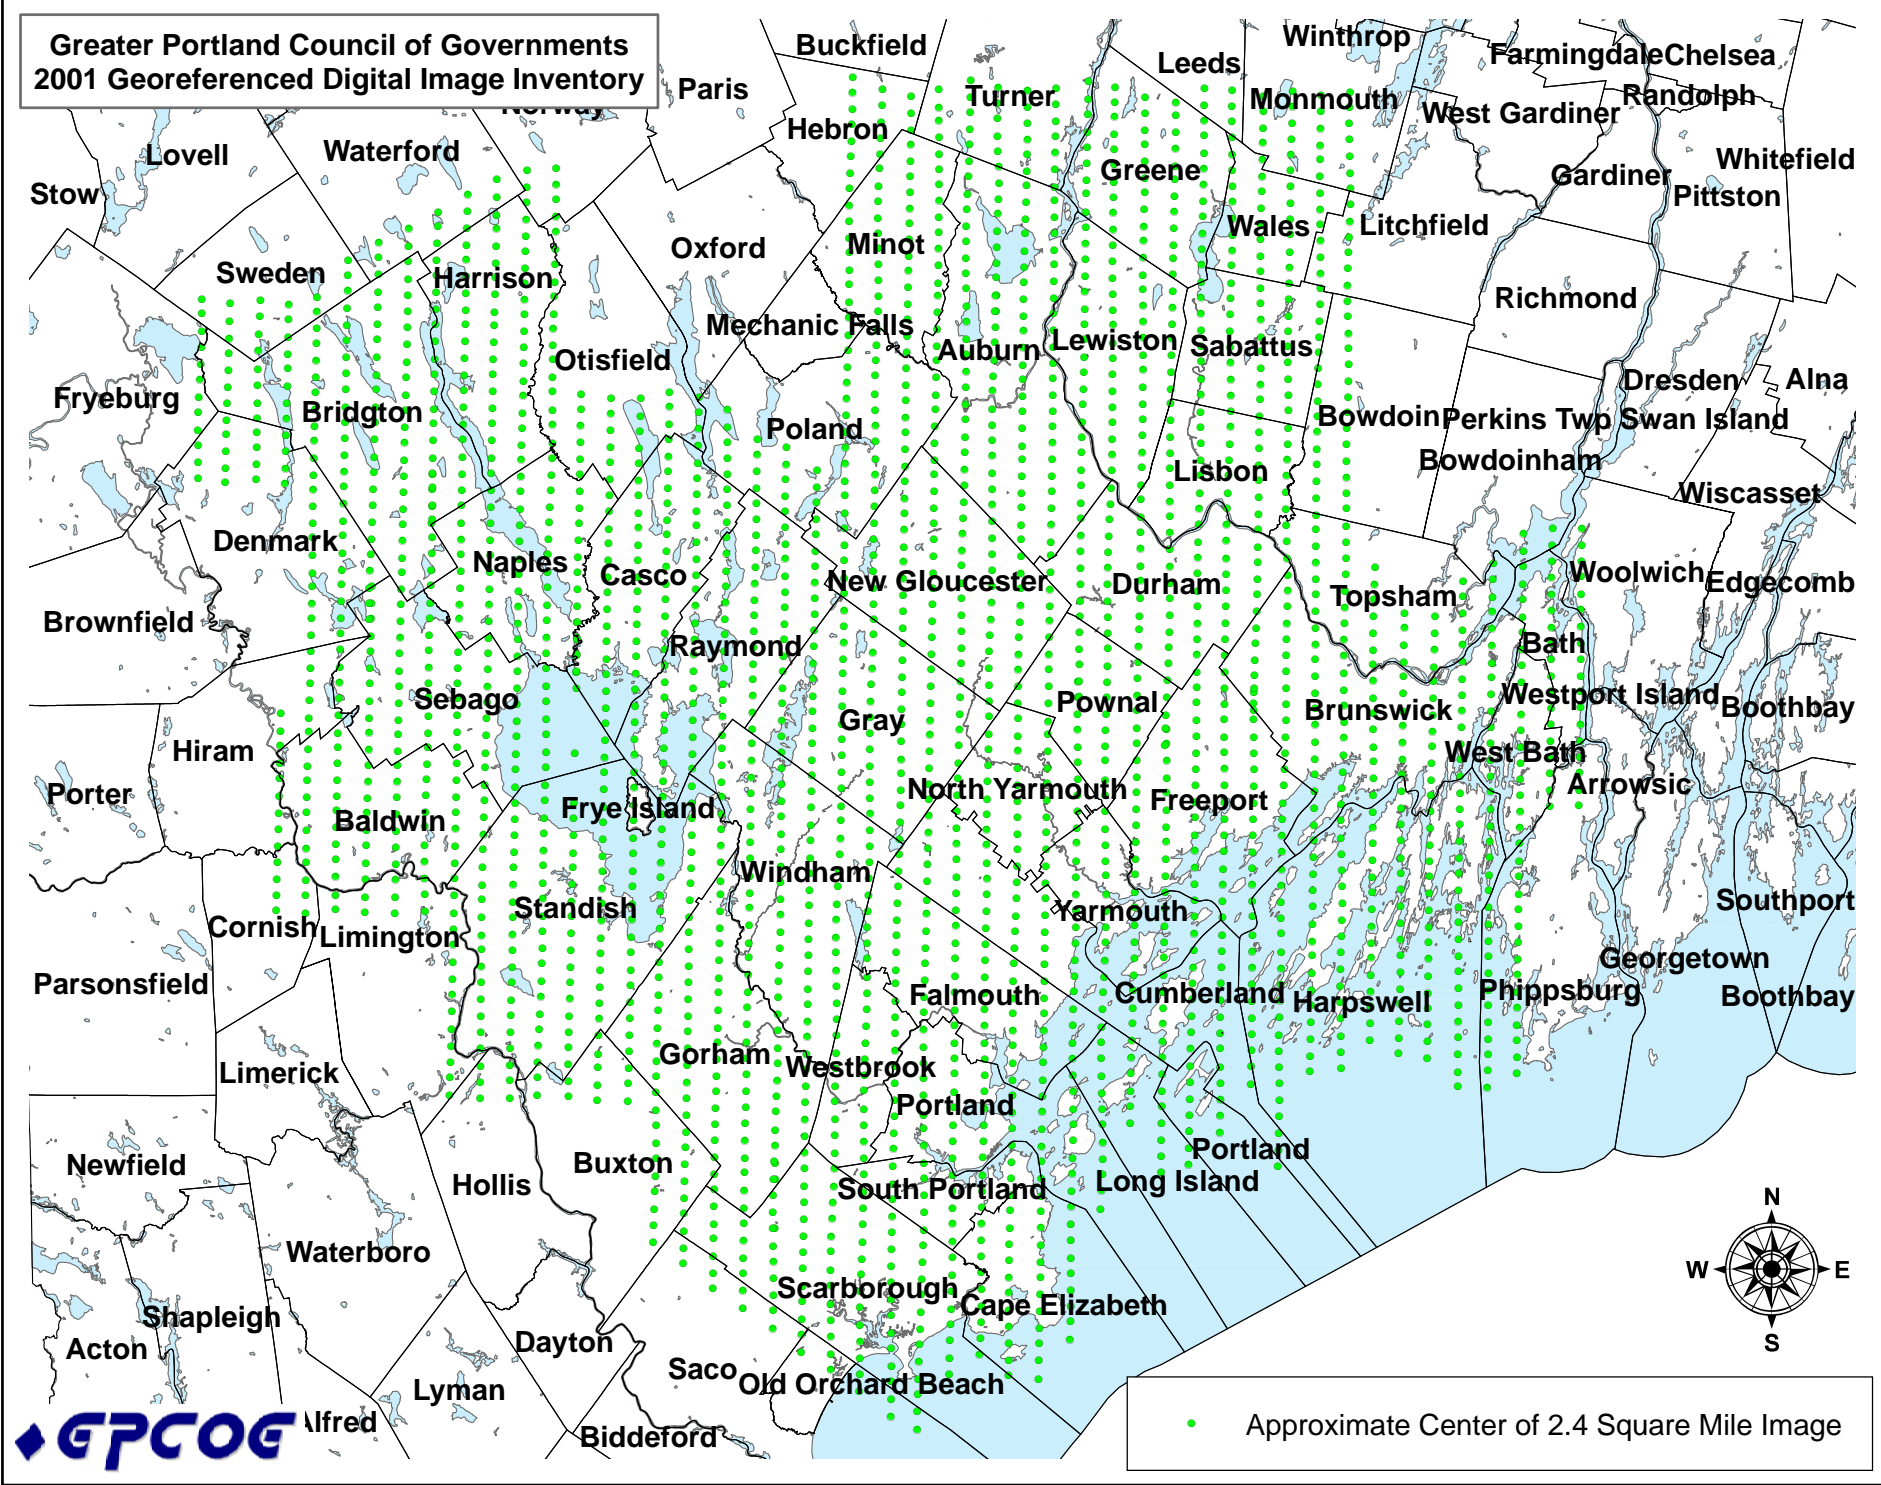 Greater Portland Council of Governments
2001 Georeferenced Digital Image Inventory
Buckfield
Winthrop
Farmingdale
Chelsea
Leeds
Paris
Turner
Monmouth
Randolph
Norway
West Gardiner
Hebron
Lovell
Waterford
Whitefield
Greene
Gardiner
Stow
Pittston
Wales
Litchfield
Oxford
Minot
Sweden
Harrison
Richmond
Mechanic Falls
Auburn
Lewiston
Sabattus
Otisfield
Dresden
Alna
Fryeburg
Bridgton
Bowdoin
Perkins Twp Swan Island
Poland
Bowdoinham
Lisbon
Wiscasset
Denmark
Naples
Casco
New Gloucester
Durham
Woolwich
Edgecomb
Topsham
Brownfield
Raymond
Bath
Sebago
Pownal
Westport Island
Boothbay
Gray
Brunswick
Hiram
West Bath
Arrowsic
Porter
North Yarmouth
Freeport
Frye Island
Baldwin
Windham
Southport
Standish
Yarmouth
Cornish
Limington
Georgetown
Parsonsfield
Falmouth
Cumberland
Harpswell
Phippsburg
Boothbay
Gorham
Westbrook
Limerick
Portland
Portland
Newfield
Buxton
Hollis
South Portland
Long Island
Waterboro
Scarborough
Cape Elizabeth
Shapleigh
Acton
Dayton
Saco
Old Orchard Beach
Lyman
Alfred
Biddeford
N
W
E
S
GPCOG
Approximate Center of 2.4 Square Mile Image